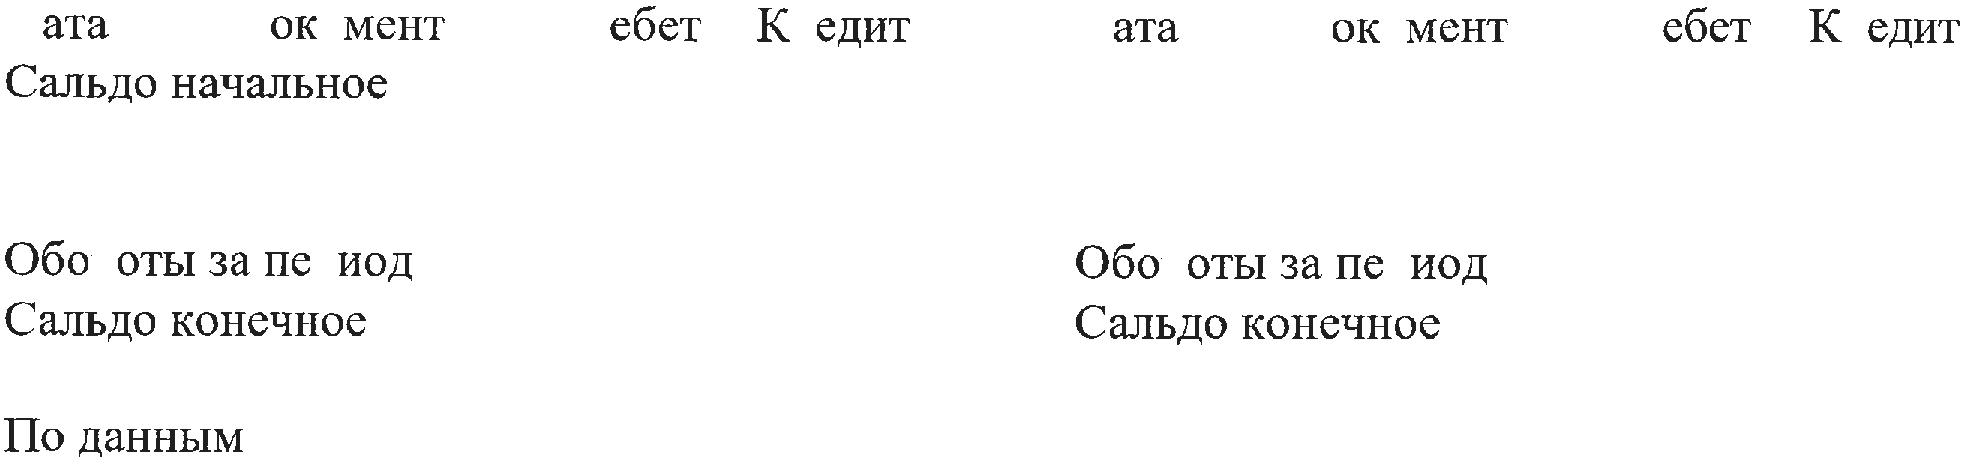 ата ок мент ебет К едит ата ок мент ебет К едит
Сальдо начальное
Обо оты за пе иод Обо оты за пе иод
Сальдо конечное Сальдо конечное
По данным